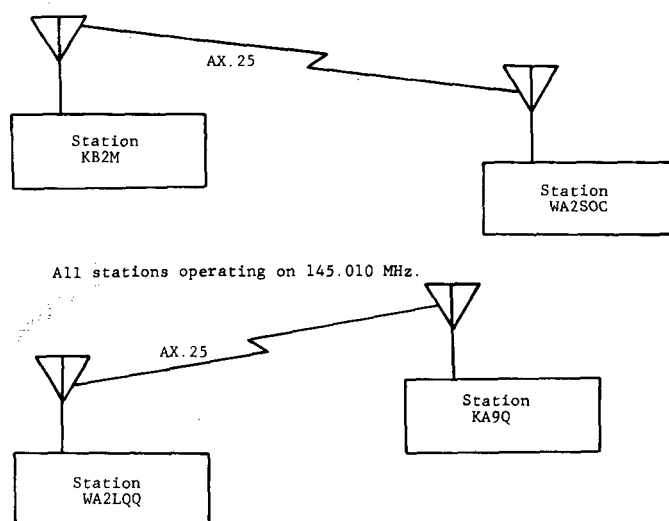 AX.25
Station
KB2M
Station
WA2SOC
All stations operating on 145.010 MHz.
AX.25
Station
KA9Q
Station
WA2LQQ